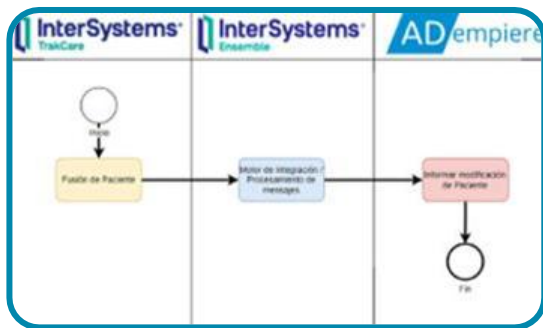 InterSystems®
TrakCare
InterSystems®
Ensemble
ADempiere
Inicio
Fusión de Paciente
Motor de integración /
Procesamiento de
mensajes
Informar modificación
de Paciente
Fin